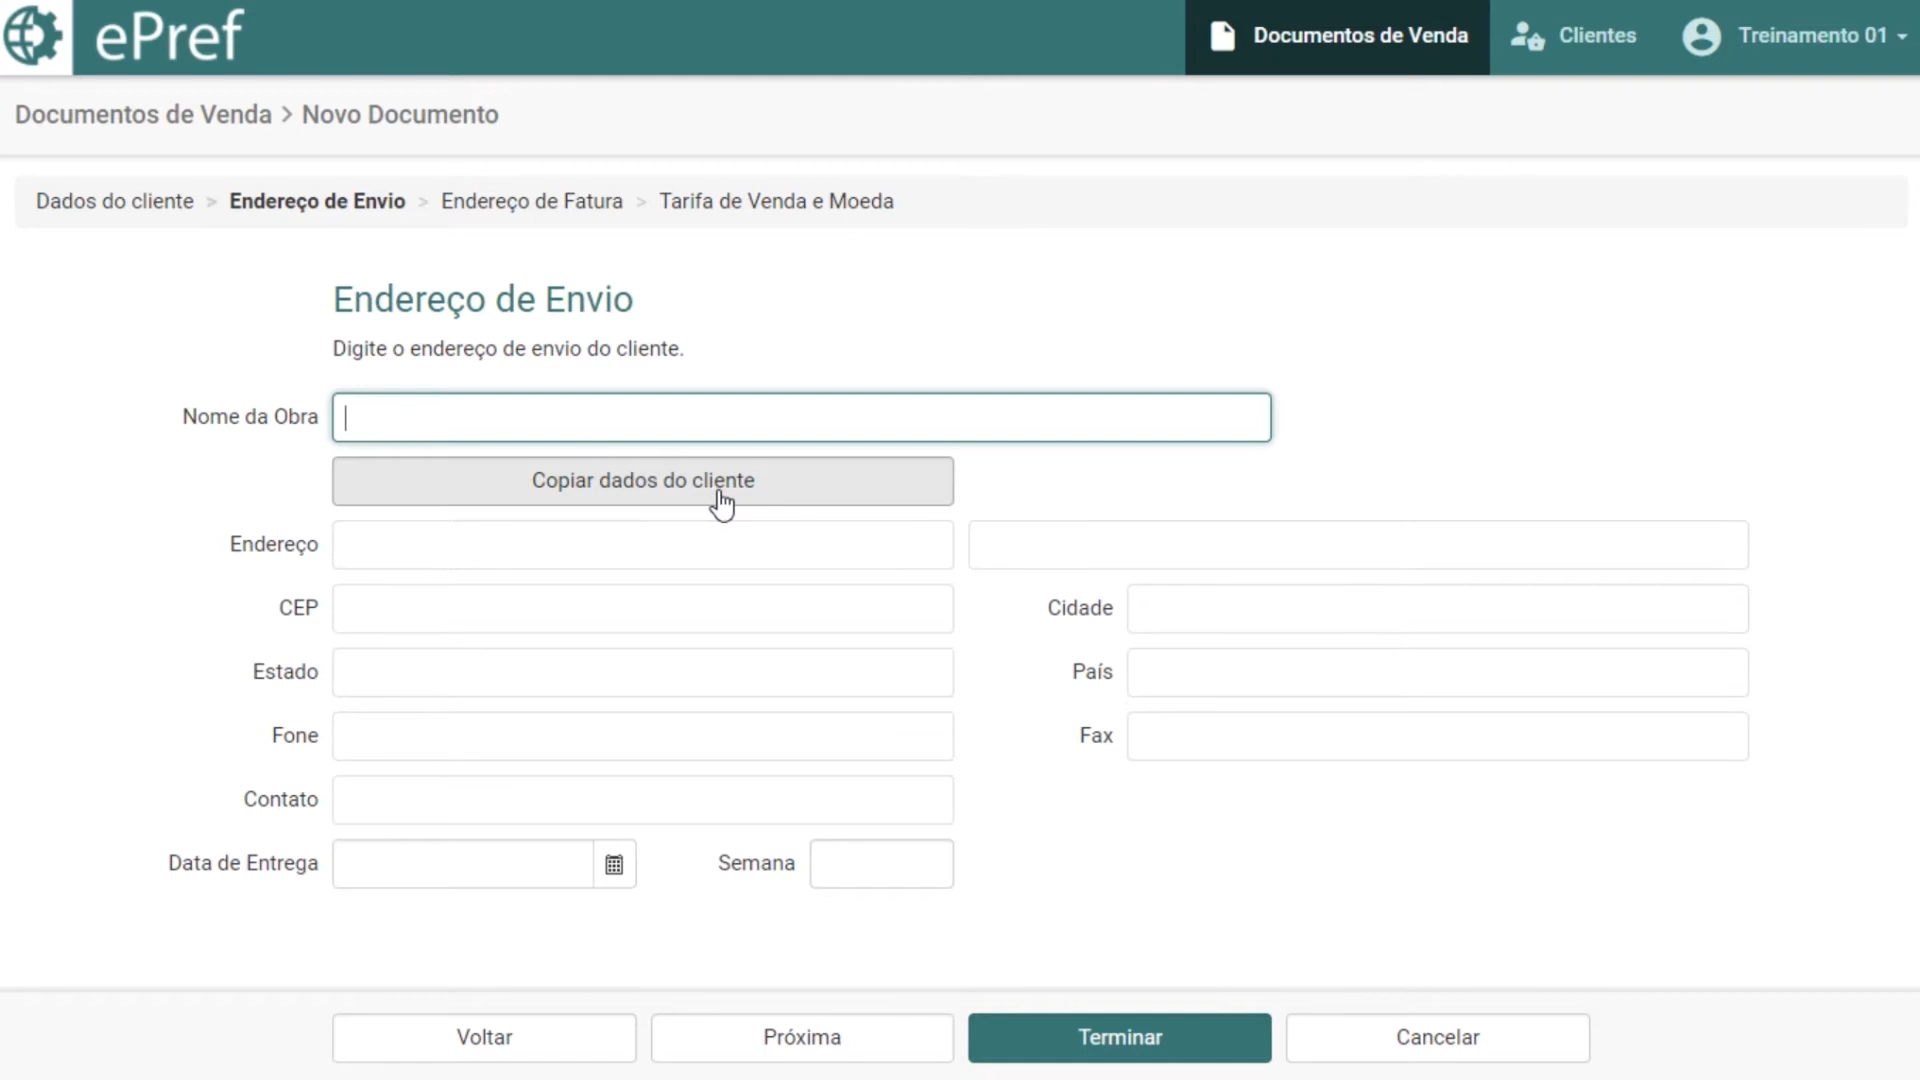 ePref
Documentos de Venda
Clientes
Treinamento 01
Documentos de Venda > Novo Documento
Dados do cliente > Endereço de Envio > Endereço de Fatura > Tarifa de Venda e Moeda
Endereço de Envio
Digite o endereço de envio do cliente.
Nome da Obra
Copiar dados do cliente
Endereço
CEP
Cidade
Estado
País
Fone
Fax
Contato
Data de Entrega
Semana
Voltar
Próxima
Terminar
Cancelar